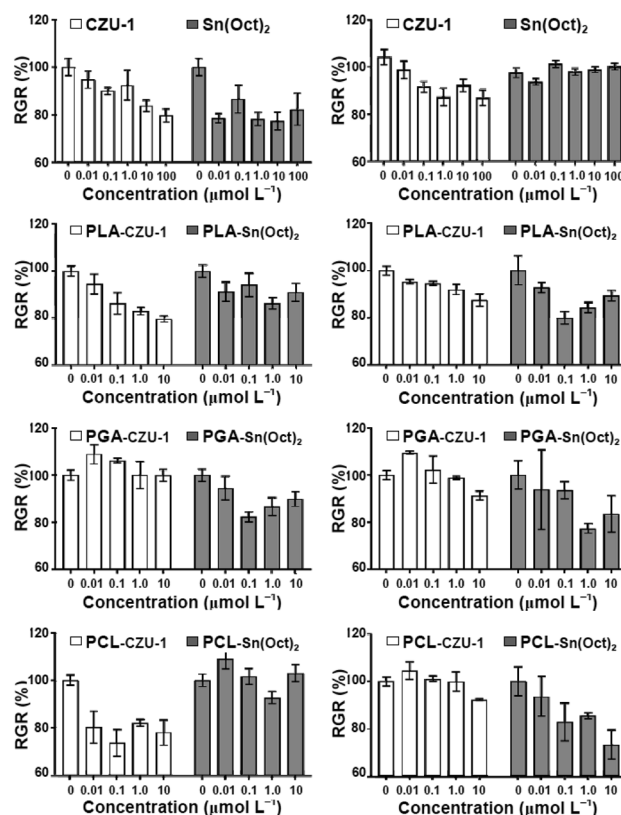 CZU-1 Sn(Oct)₂
RGR (%)
120
100
80
60
0 0.01 0.1 1.0 10 100 0 0.01 0.1 1.0 10 100
Concentration (μmol L⁻¹)
CZU-1 Sn(Oct)₂
RGR (%)
120
100
80
60
0 0.01 0.1 1.0 10 100 0 0.01 0.1 1.0 10 100
Concentration (μmol L⁻¹)
PLA-CZU-1 PLA-Sn(Oct)₂
RGR (%)
120
100
80
60
0 0.01 0.1 1.0 10 0 0.01 0.1 1.0 10
Concentration (μmol L⁻¹)
PLA-CZU-1 PLA-Sn(Oct)₂
RGR (%)
120
100
80
60
0 0.01 0.1 1.0 10 0 0.01 0.1 1.0 10
Concentration (μmol L⁻¹)
PGA-CZU-1 PGA-Sn(Oct)₂
RGR (%)
120
100
80
60
0 0.01 0.1 1.0 10 0 0.01 0.1 1.0 10
Concentration (μmol L⁻¹)
PGA-CZU-1 PGA-Sn(Oct)₂
RGR (%)
120
100
80
60
0 0.01 0.1 1.0 10 0 0.01 0.1 1.0 10
Concentration (μmol L⁻¹)
PCL-CZU-1 PCL-Sn(Oct)₂
RGR (%)
120
100
80
60
0 0.01 0.1 1.0 10 0 0.01 0.1 1.0 10
Concentration (μmol L⁻¹)
PCL-CZU-1 PCL-Sn(Oct)₂
RGR (%)
120
100
80
60
0 0.01 0.1 1.0 10 0 0.01 0.1 1.0 10
Concentration (μmol L⁻¹)